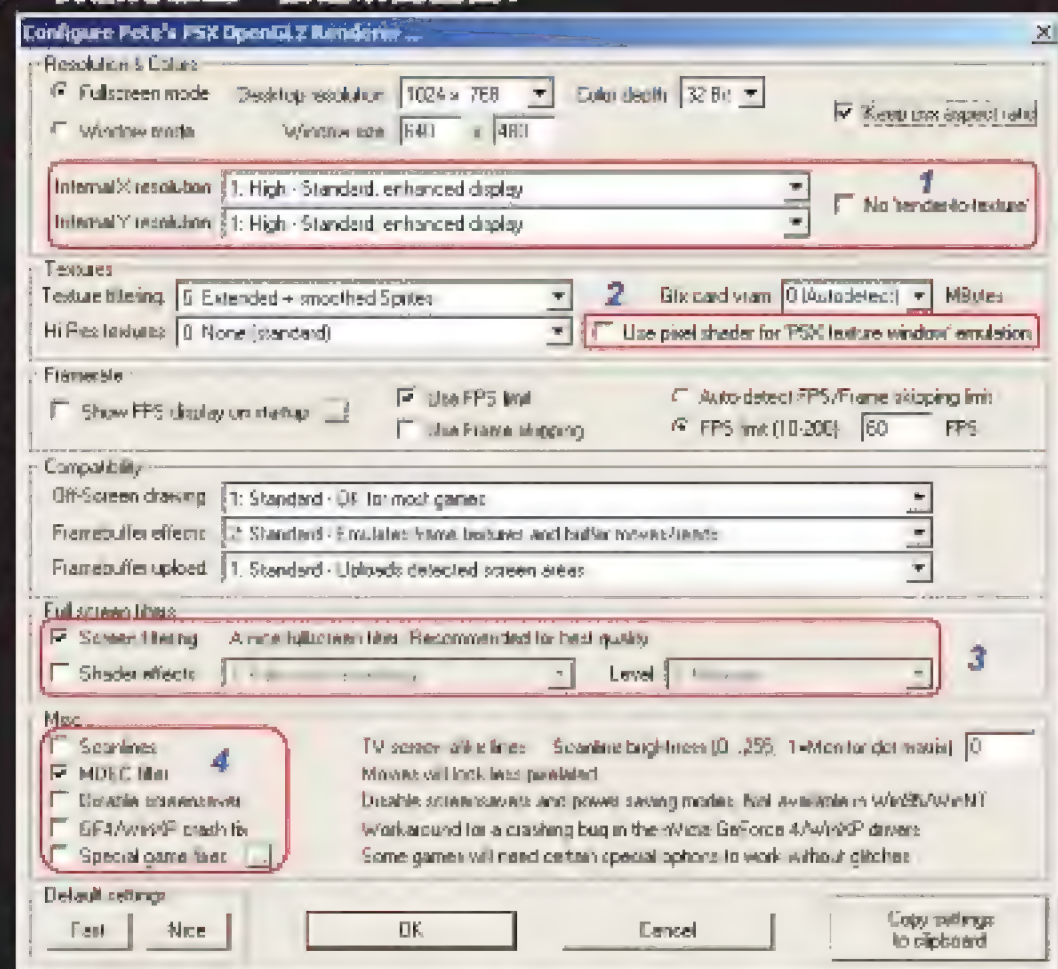 Configure Pete's PSX OpenGL2 Renderer ...
Resolution & Colors
Fullscreen mode Desktop resolution 1024 x 768 Color depth 32 Bit Keep psx aspect ratio
Window mode Window size 640 x 480
Internal X resolution 1: High - Standard, enhanced display 1
Internal Y resolution 1: High - Standard, enhanced display No 'render-to-texture'
Textures
Texture filtering 6: Extended + smoothed Sprites 2 Gfx card vram 0 (Autodetect) MBytes
Hi Res textures 0: None (standard) Use pixel shader for 'PSX texture window' emulation
Framerate
Show FPS display on startup ... Use FPS limit Auto-detect FPS/Frame skipping limit
Use Frame skipping FPS limit (10-200) 60 FPS
Compatibility
Off-Screen drawing 1: Standard - OK for most games
Framebuffer effects 2: Standard - Emulates frame textures and buffer moves/reads
Framebuffer upload 1: Standard - Uploads detected screen areas
Full screen filters
Screen filtering A nice fullscreen filter. Recommended for best quality
3
Shader effects Level
Misc
Scanlines TV screen-alike lines Scanline brightness (0...255, -1=Monitor dot matrix) 0
4
MDEC filter Movies will look less pixelated
Disable screensaver Disable screensavers and power saving modes. Not available in Win95/WinNT
GF4/WinXP crash fix Workaround for a crashing bug in the nVidia GeForce 4/WinXP drivers
Special game fixes ... Some games will need certain special options to work without glitches
Default settings
Fast Nice OK Cancel Copy settings to clipboard